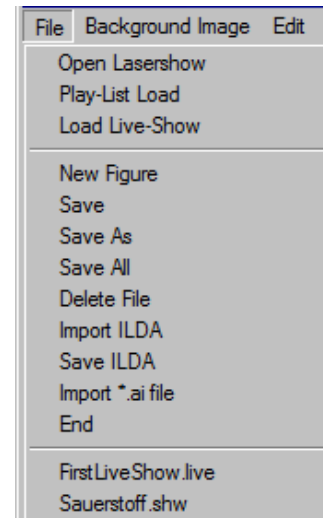 File Background Image Edit
Open Lasershow
Play-List Load
Load Live-Show
New Figure
Save
Save As
Save All
Delete File
Import ILDA
Save ILDA
Import *.ai file
End
FirstLiveShow.live
Sauerstoff.shw